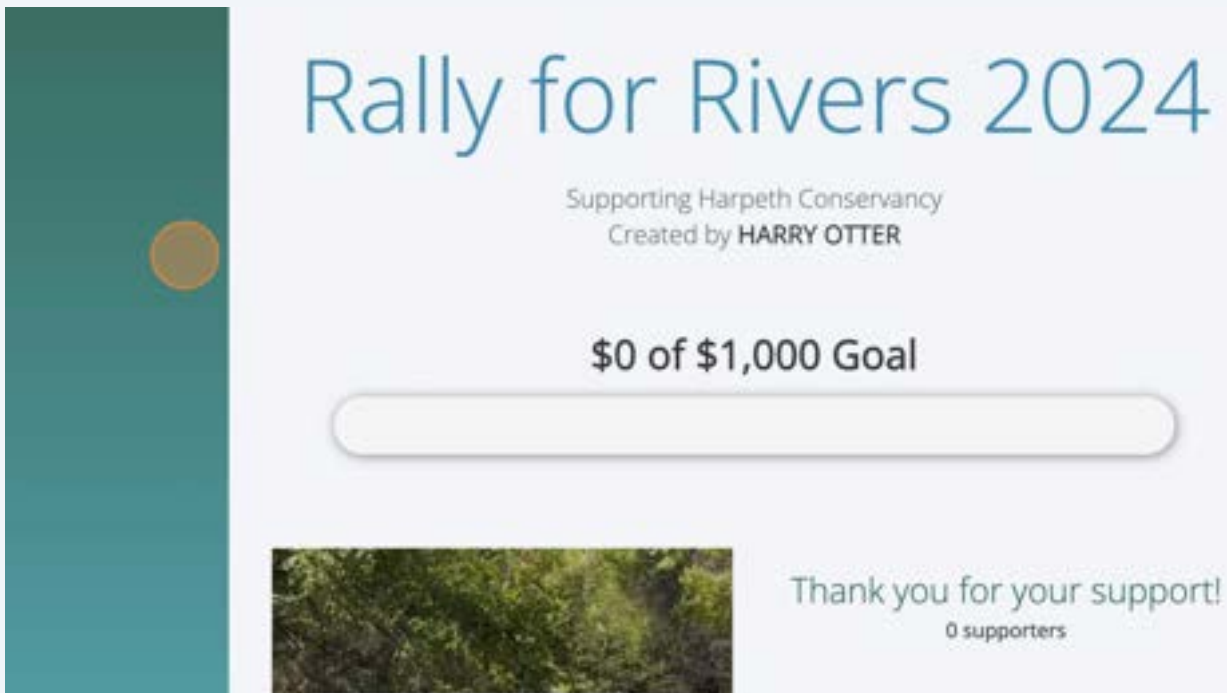 Rally for Rivers 2024
Supporting Harpeth Conservancy
Created by HARRY OTTER
$0 of $1,000 Goal
Thank you for your support!
0 supporters